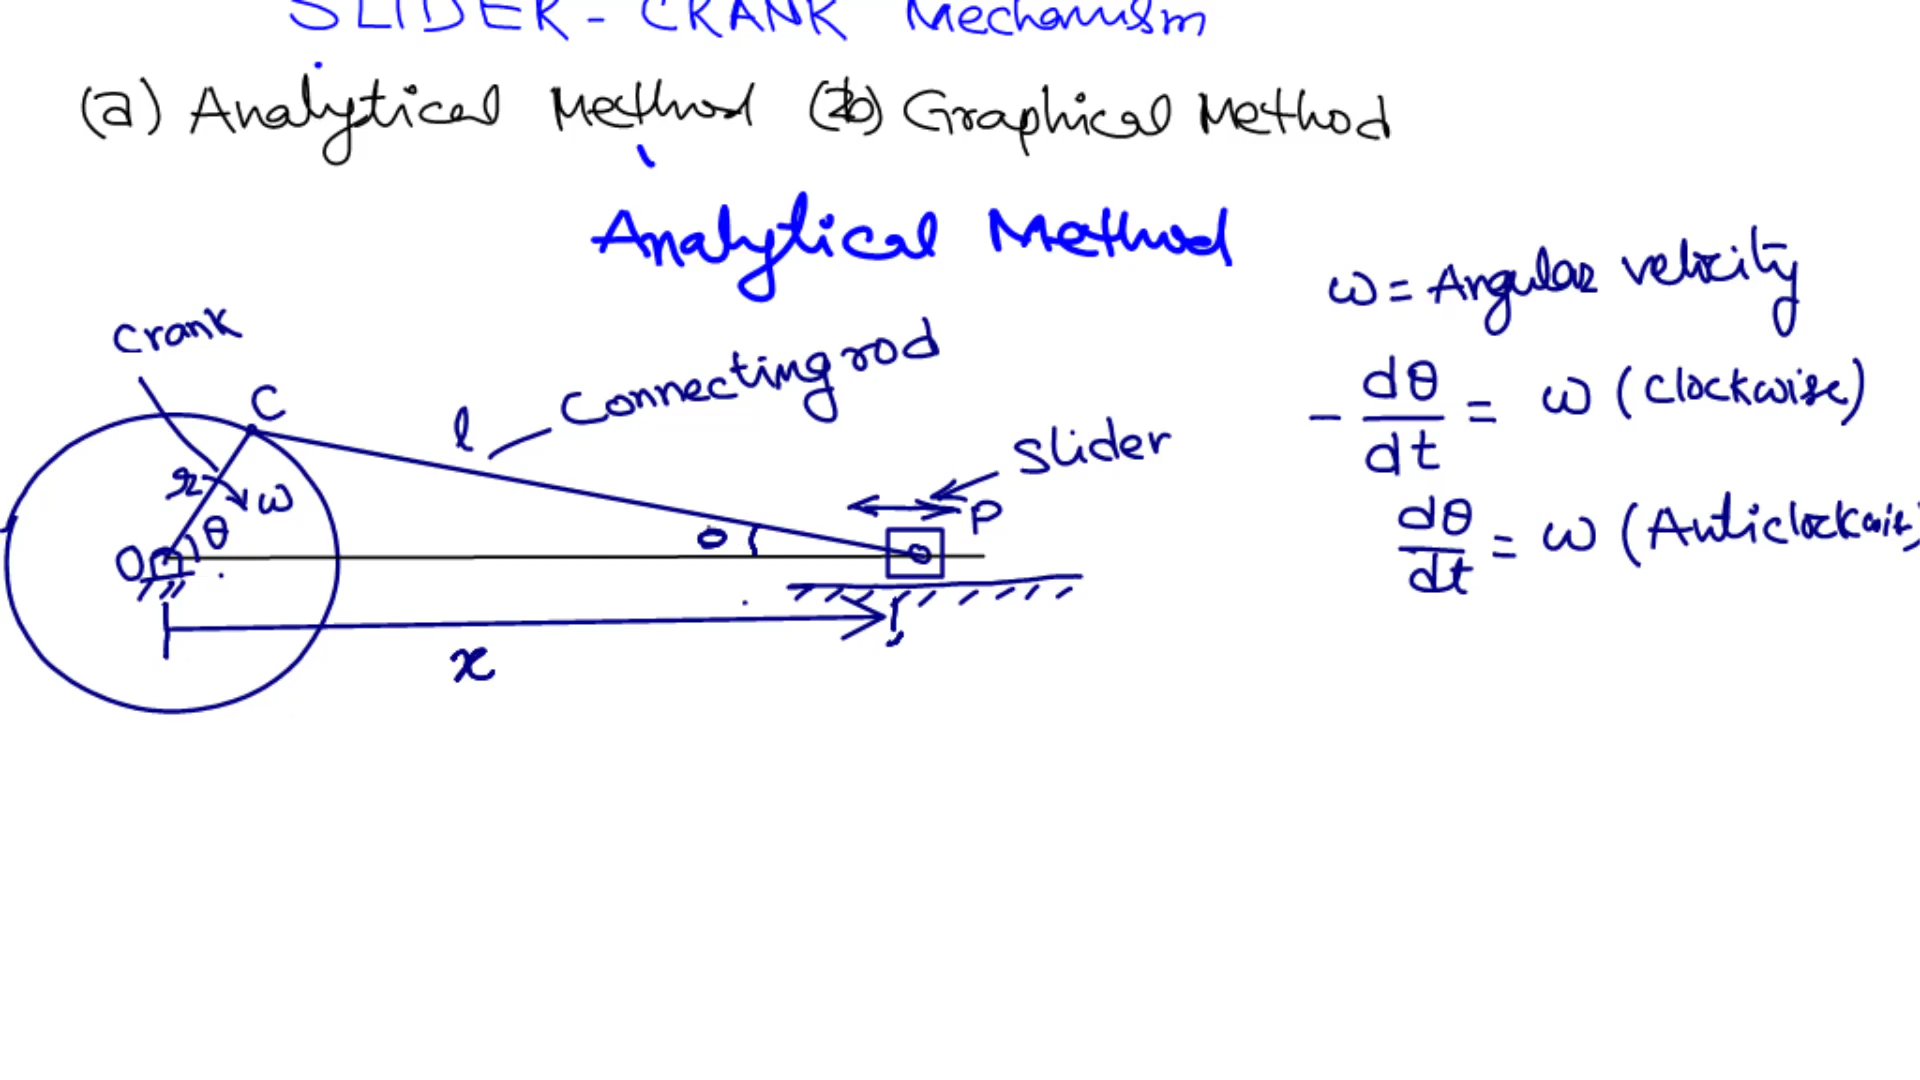 SLIDER - CRANK Mechanism
(a) Analytical Method (b) Graphical Method
Analytical Method
ω = Angular velocity
crank
Connecting rod
- dθ/dt = ω (Clockwise)
C
l
Slider
r
ω
P
θ
dθ/dt = ω (Anticlockwise)
O
x